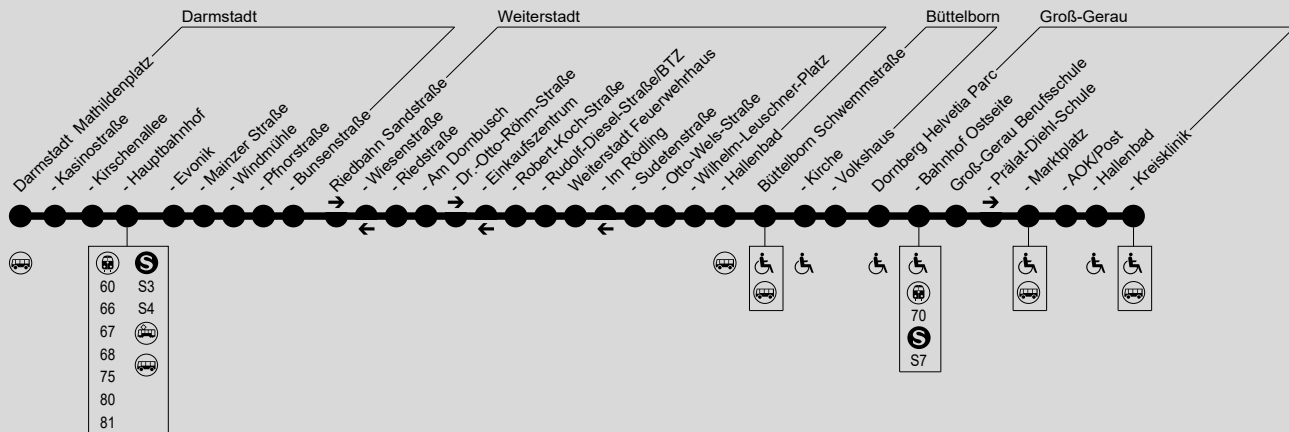 Darmstadt
Weiterstadt
Büttelborn
Groß-Gerau
Darmstadt Mathildenplatz
- Kasinostraße
- Kirschenallee
- Hauptbahnhof
- Evonik
- Mainzer Straße
- Windmühle
- Pfnorstraße
- Bunsenstraße
Riedbahn Sandstraße
- Wiesenstraße
- Riedstraße
- Am Dornbusch
- Dr.-Otto-Röhm-Straße
- Einkaufszentrum
- Robert-Koch-Straße
- Rudolf-Diesel-Straße/BTZ
Weiterstadt Feuerwehrhaus
- Im Rödling
- Sudetenstraße
- Otto-Wels-Straße
- Wilhelm-Leuschner-Platz
- Hallenbad
Büttelborn Schwemmstraße
- Kirche
- Volkshaus
Dornberg Helvetia Parc
- Bahnhof Ostseite
Groß-Gerau Berufsschule
- Prälat-Diehl-Schule
- Marktplatz
- AOK/Post
- Hallenbad
- Kreisklinik
S
60 S3
66 S4
67
68
75
80
81
70
S
S7